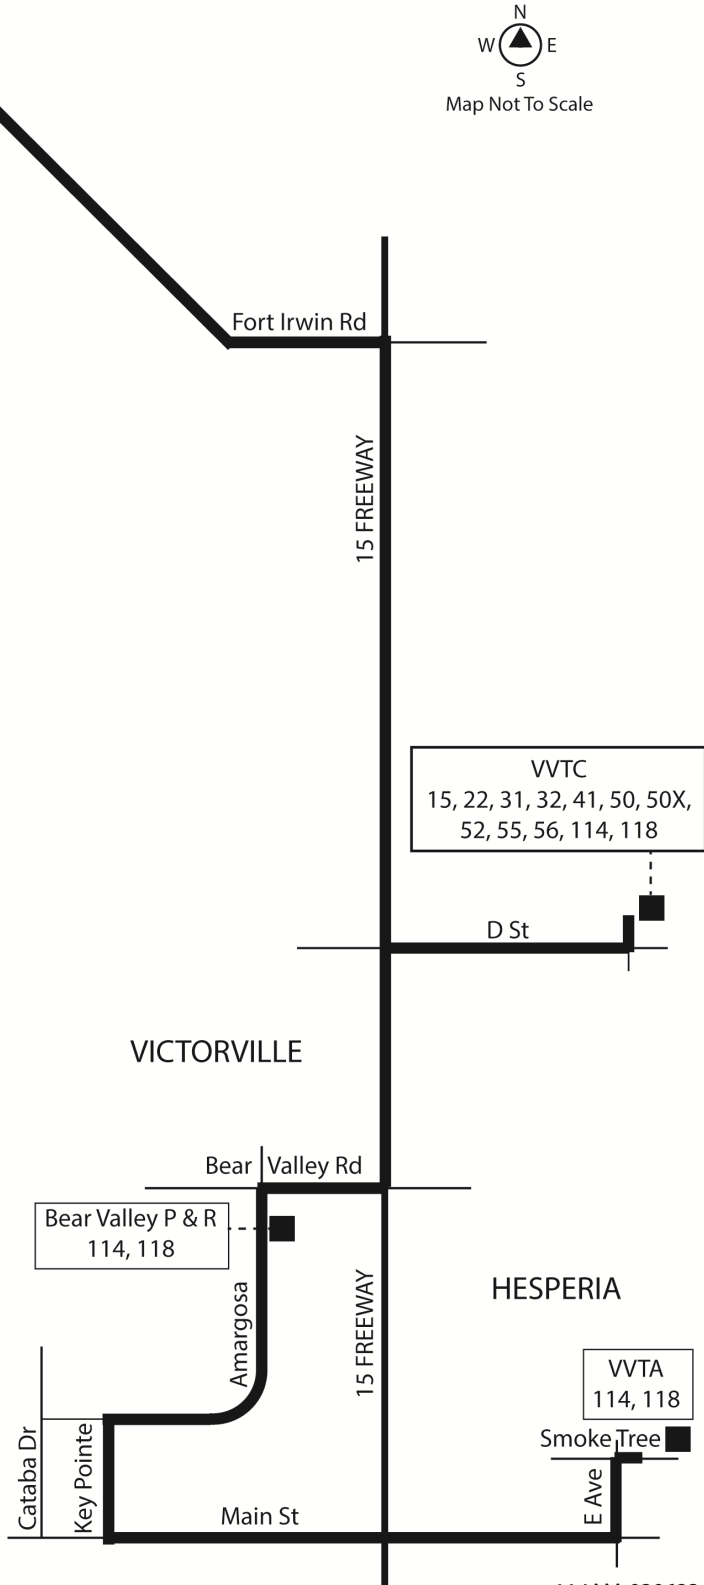 N
W E
S
Map Not To Scale
Fort Irwin Rd
15 FREEWAY
VVTC
15, 22, 31, 32, 41, 50, 50X,
52, 55, 56, 114, 118
D St
VICTORVILLE
Bear Valley Rd
Bear Valley P & R
114, 118
Amargosa
15 FREEWAY
HESPERIA
VVTA
114, 118
Smoke Tree
Cataba Dr
Key Pointe
E Ave
Main St